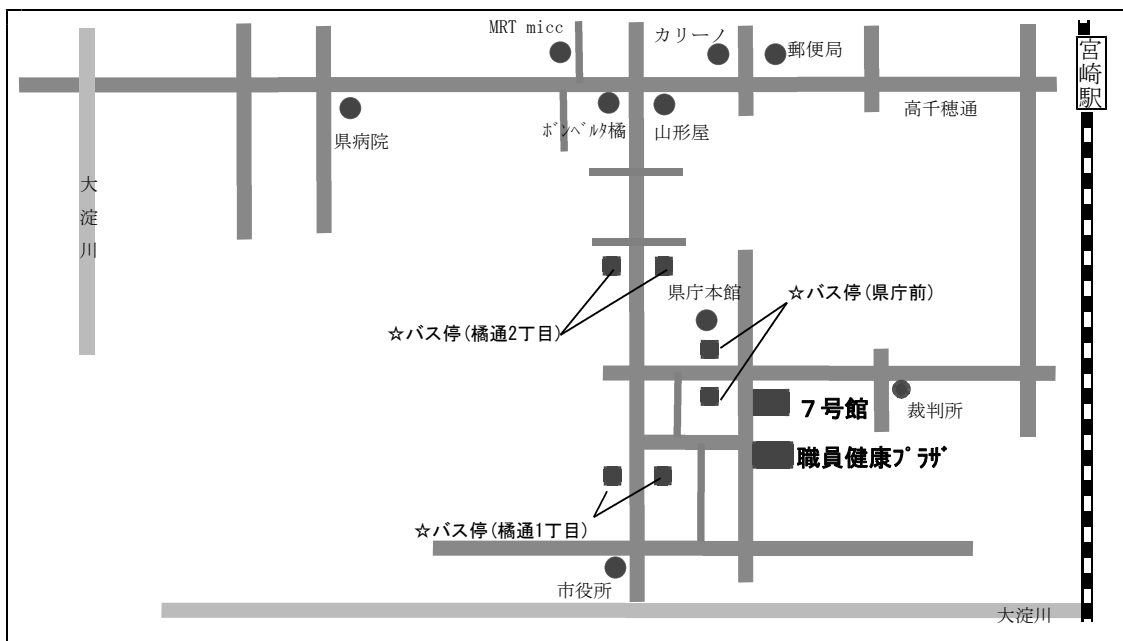 MRT micc
カリーノ
郵便局
宮崎駅
高千穂通
県病院
ﾎﾞﾝﾍﾞﾙﾀ橘
山形屋
大淀川
県庁本館
☆バス停(県庁前)
☆バス停(橘通2丁目)
7号館
裁判所
職員健康ﾌﾟﾗｻﾞ
☆バス停(橘通1丁目)
市役所
大淀川